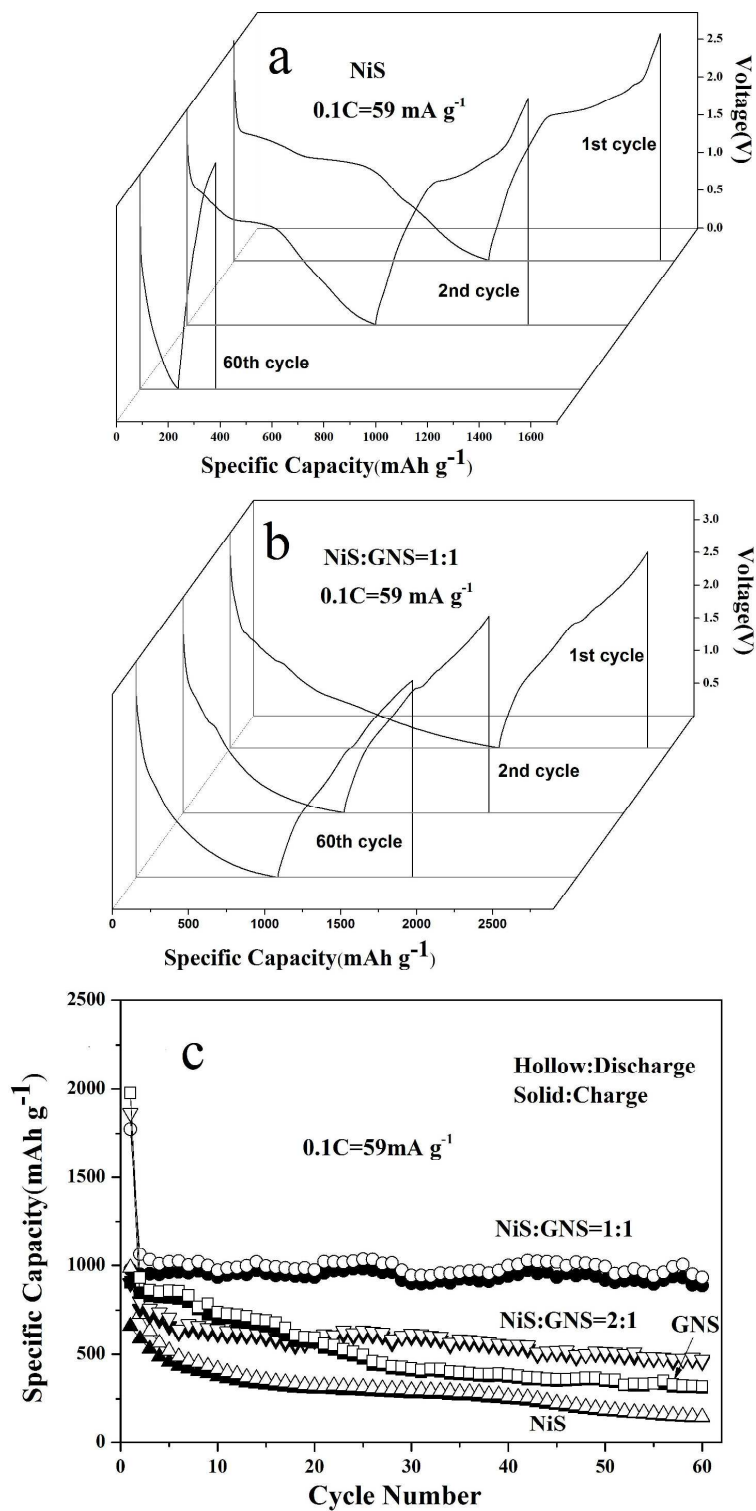 a
NiS
0.1C=59 mA g-1
1st cycle
2nd cycle
60th cycle
2.5
2.0
1.5
1.0
0.5
0.0
Voltage(V)
0 200 400 600 800 1000 1200 1400 1600
Specific Capacity(mAh g-1)
b
NiS:GNS=1:1
0.1C=59 mA g-1
1st cycle
2nd cycle
60th cycle
3.0
2.5
2.0
1.5
1.0
0.5
Voltage(V)
0 500 1000 1500 2000 2500
Specific Capacity(mAh g-1)
c
Hollow:Discharge
Solid:Charge
0.1C=59mA g-1
NiS:GNS=1:1
NiS:GNS=2:1
GNS
NiS
2500
2000
1500
1000
500
0
Specific Capacity(mAh g-1)
0 10 20 30 40 50 60
Cycle Number